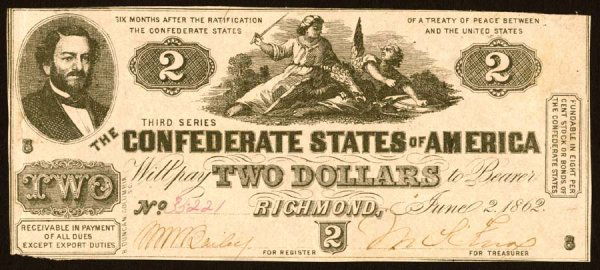 SIX MONTHS AFTER THE RATIFICATION OF A TREATY OF PEACE BETWEEN
THE CONFEDERATE STATES AND THE UNITED STATES
2 2
THIRD SERIES
THE CONFEDERATE STATES OF AMERICA
Will pay TWO DOLLARS to Bearer
TWO
No
RICHMOND, June 2, 1862.
RECEIVABLE IN PAYMENT
OF ALL DUES
EXCEPT EXPORT DUTIES
2
FOR REGISTER
FOR TREASURER
FUNDABLE IN EIGHT PER
CENT STOCK OR BONDS OF
THE CONFEDERATE STATES